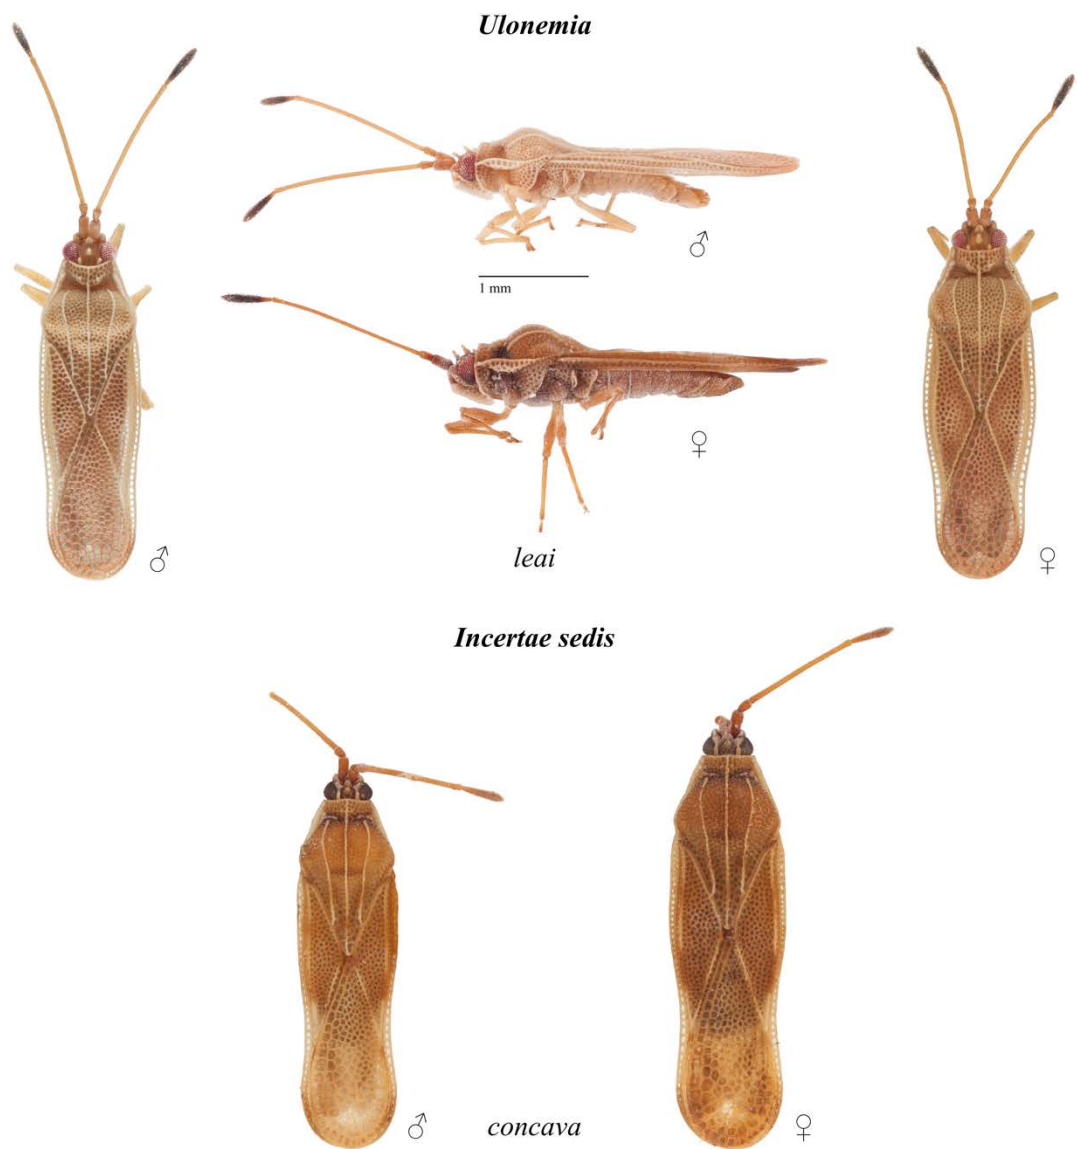 Ulonemia
♂
1 mm
♀
♂
leai
♀
Incertae sedis
♂
concava
♀